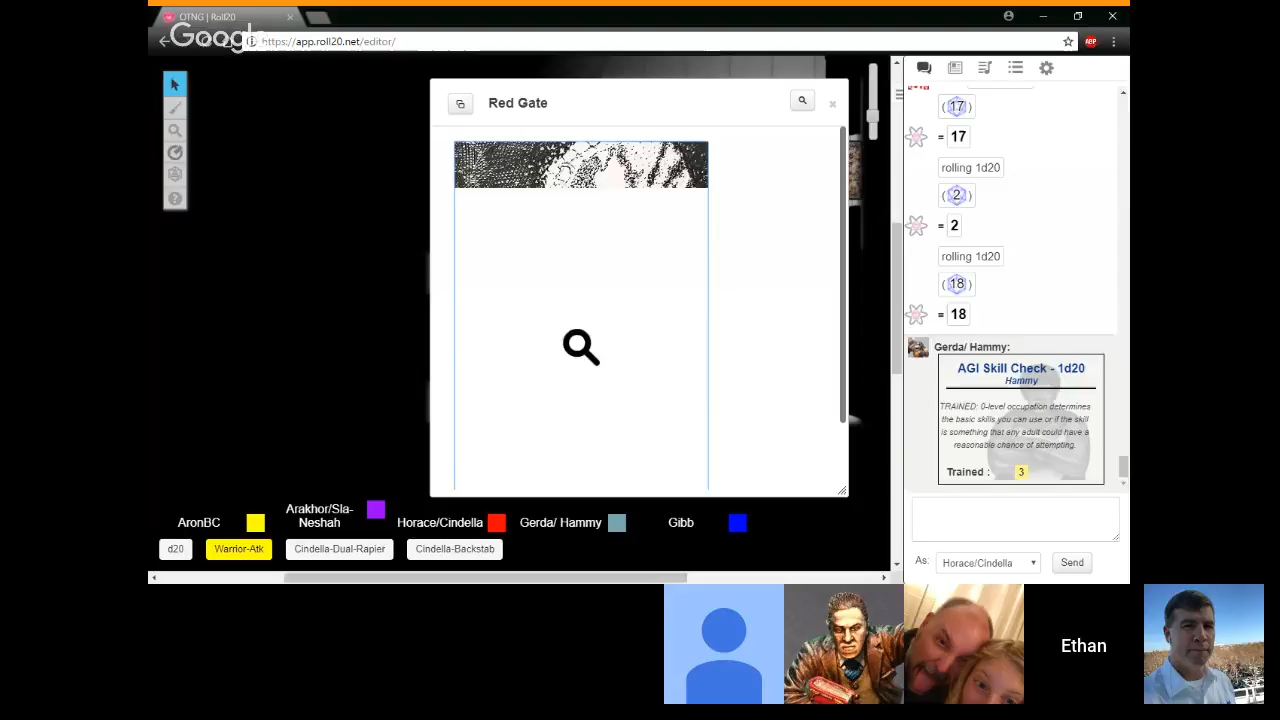 OTNG | Roll20
Google
https://app.roll20.net/editor/
ABP
Red Gate
(17)
= 17
rolling 1d20
(2)
= 2
rolling 1d20
(18)
= 18
Gerda/ Hammy:
AGI Skill Check - 1d20
Hammy
TRAINED: 0-level occupation determines
the basic skills you can use or if the skill
is something that any adult could have a
reasonable chance of attempting.
Trained : 3
AronBC
Arakhor/Sla-
Neshah
Horace/Cindella
Gerda/ Hammy
Gibb
d20
Warrior-Atk
Cindella-Dual-Rapier
Cindella-Backstab
As:
Horace/Cindella
Send
Ethan